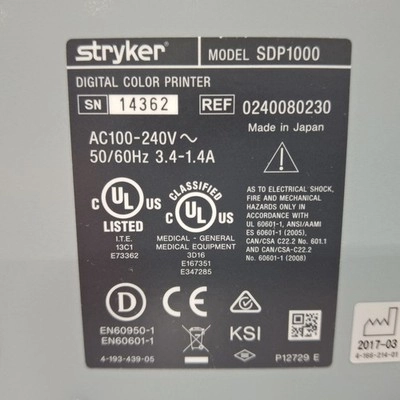 stryker® MODEL SDP1000
DIGITAL COLOR PRINTER
SN 14362 REF 0240080230
Made in Japan
AC100-240V~
50/60Hz 3.4-1.4A
C UL US
LISTED
I.T.E.
13C1
E73362
CLASSIFIED
C UL US
MEDICAL - GENERAL
MEDICAL EQUIPMENT
3D16
E167351
E347285
AS TO ELECTRICAL SHOCK,
FIRE AND MECHANICAL
HAZARDS ONLY IN
ACCORDANCE WITH
UL 60601-1, ANSI/AAMI
ES 60601-1 (2005),
CAN/CSA C22.2 No. 601.1
AND CAN/CSA-C22.2
No. 60601-1 (2008)
D
EN60950-1
EN60601-1
KSI
4-193-439-05
P12729 E
2017-03